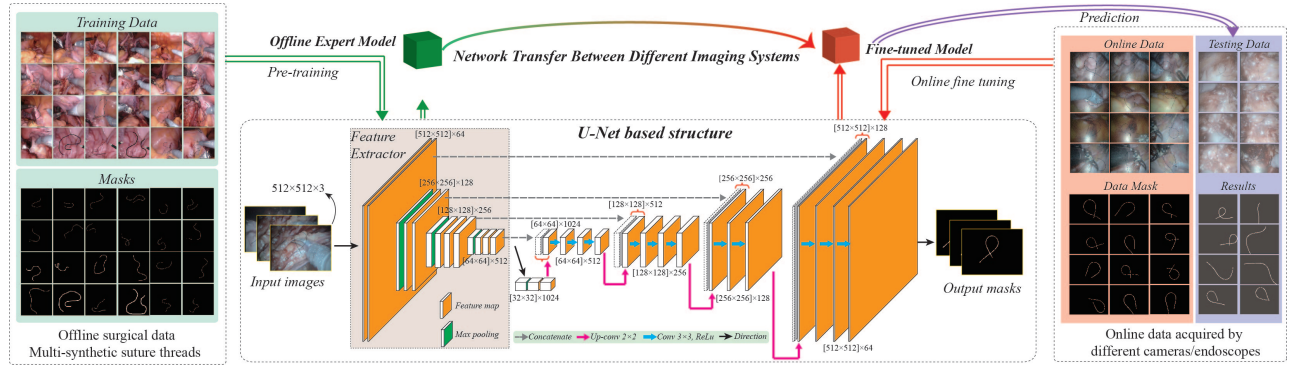 Training Data
Masks
Offline surgical data
Multi-synthetic suture threads
Offline Expert Model
Pre-training
Network Transfer Between Different Imaging Systems
Fine-tuned Model
Online fine tuning
Prediction
U-Net based structure
Feature
Extractor
512×512×3
Input images
[512×512]×64
[256×256]×128
[128×128]×256
[64×64]×512
[32×32]×1024
[64×64]×1024
[64×64]×512
[128×128]×512
[128×128]×256
[256×256]×256
[256×256]×128
[512×512]×128
[512×512]×64
Feature map
Max pooling
Concatenate
Up-conv 2×2
Conv 3×3, ReLu
Direction
Output masks
Online Data
Testing Data
Data Mask
Results
Online data acquired by
different cameras/endoscopes